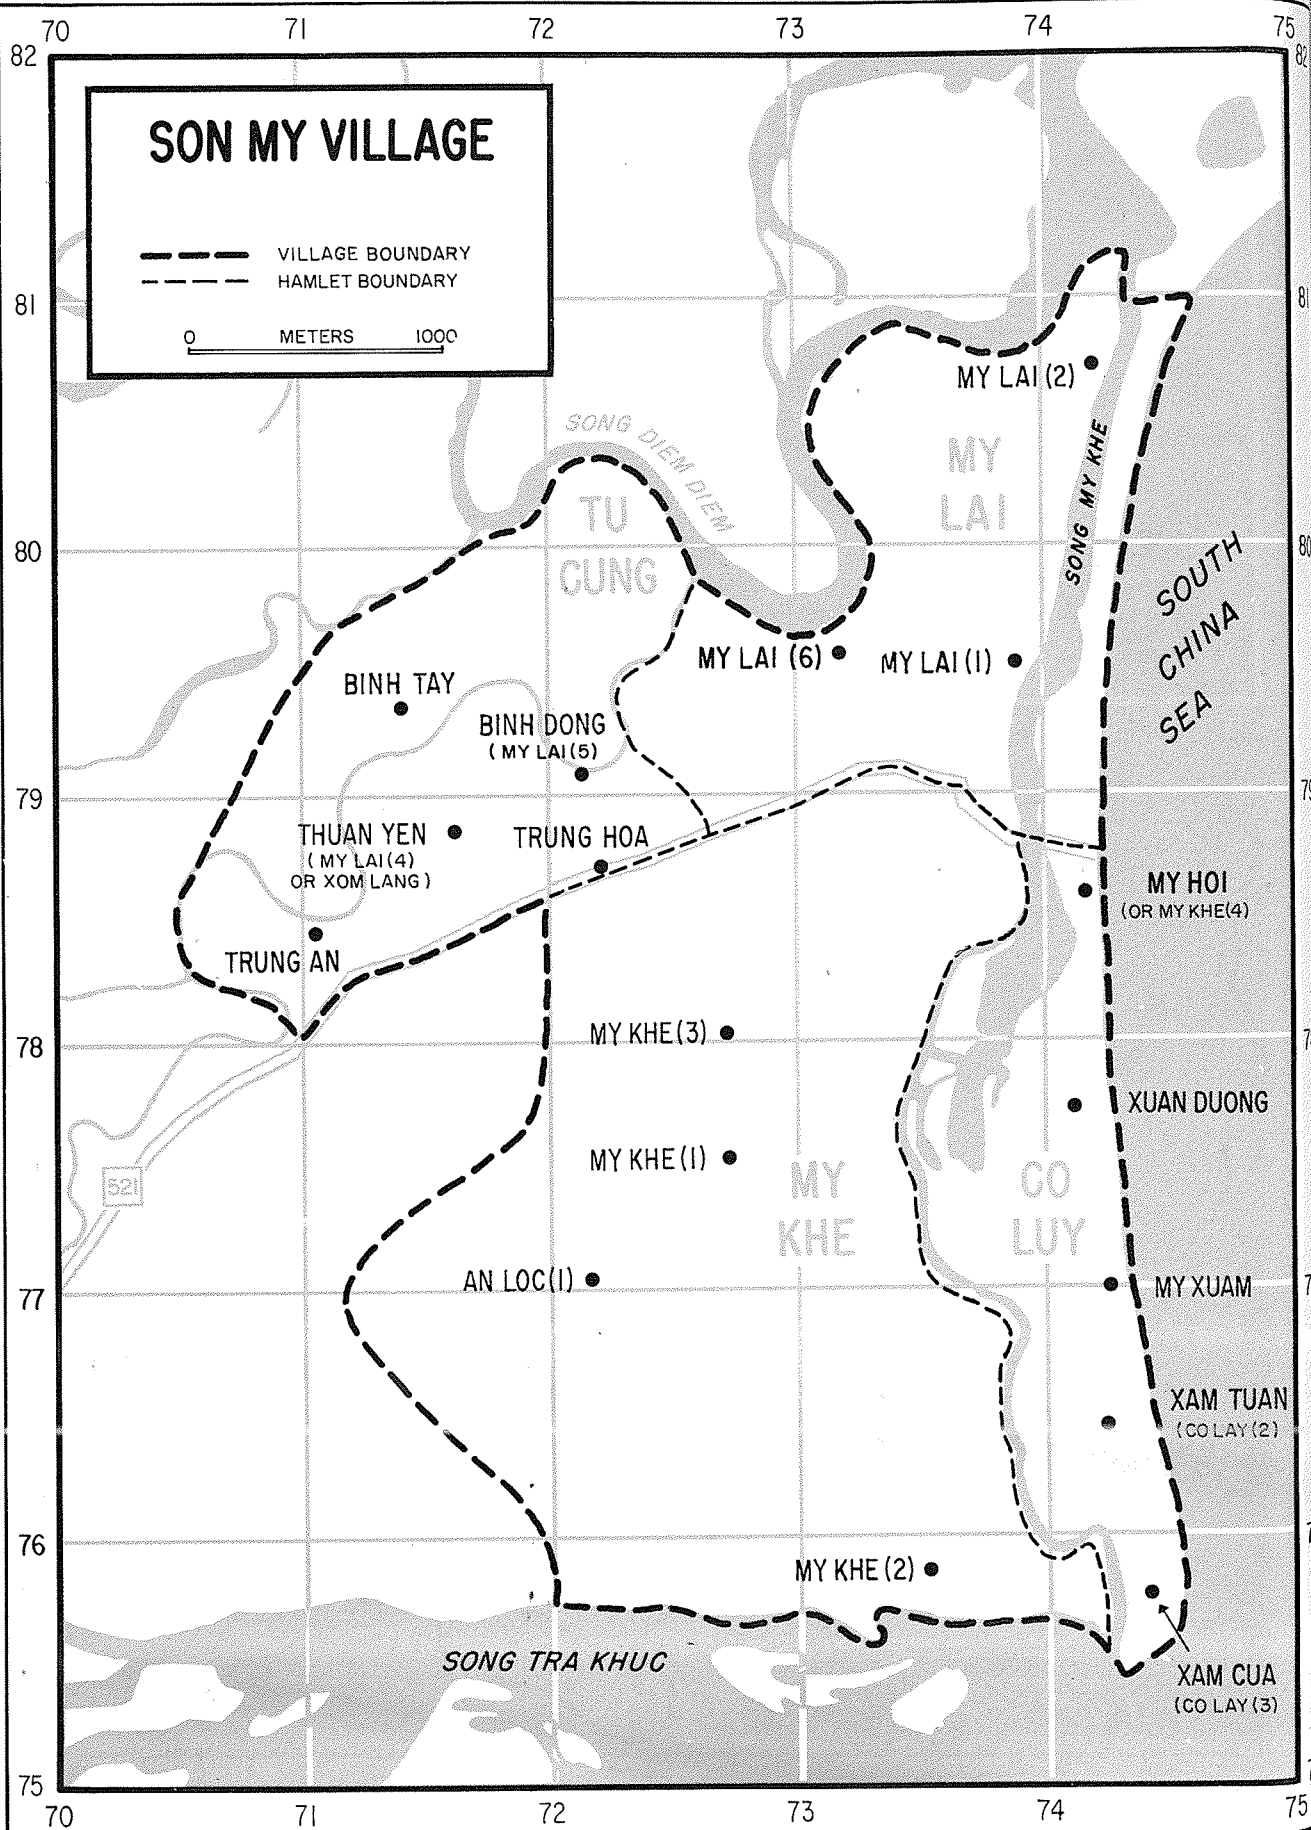 70 71 72 73 74 75
82
SON MY VILLAGE
VILLAGE BOUNDARY
HAMLET BOUNDARY
0 METERS 1000
81 81
MY LAI (2)
SONG DIEM DIEM
MY
LAI
SONG MY KHE
TU
CUNG
80 80
SOUTH
CHINA
SEA
MY LAI (6)
MY LAI (1)
BINH TAY
BINH DONG
(MY LAI(5)
79
THUAN YEN
(MY LAI(4)
OR XOM LANG)
TRUNG HOA
MY HOI
(OR MY KHE(4)
TRUNG AN
78
MY KHE(3)
XUAN DUONG
MY KHE(1)
521
MY
KHE
CO
LUY
AN LOC(1)
77
MY XUAM
XAM TUAN
(CO LAY(2)
76
MY KHE(2)
SONG TRA KHUC
XAM CUA
(CO LAY(3)
75
70 71 72 73 74 75